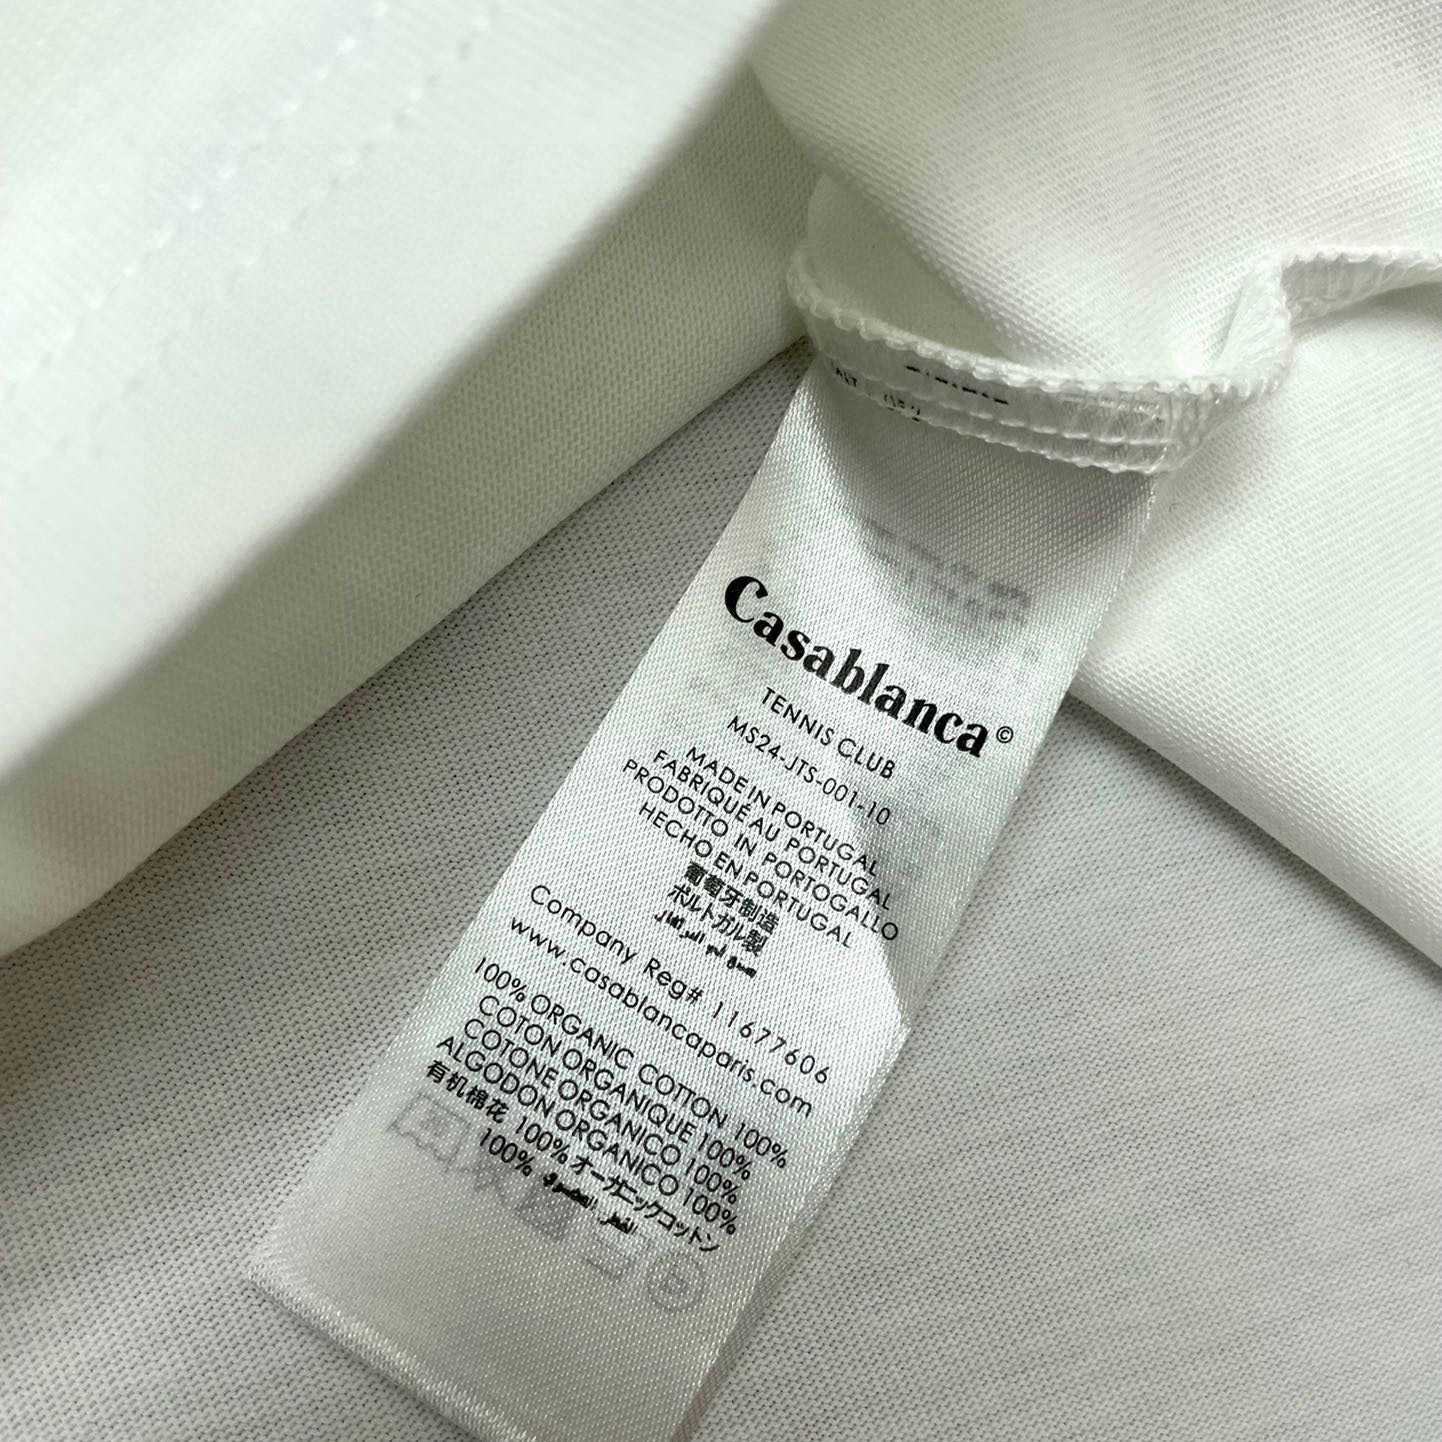 Casablanca©
TENNIS CLUB
MS24-JTS-001-10
MADE IN PORTUGAL
FABRIQUÉ AU PORTUGAL
PRODOTTO IN PORTOGALLO
HECHO EN PORTUGAL
葡萄牙制造
ポルトガル製
Company Reg# 11677606
www.casablancaparis.com
100% ORGANIC COTTON 100%
COTON ORGANIQUE 100%
COTONE ORGANICO 100%
ALGODON ORGANICO 100%
有机棉花 100% オーガニックコットン
100% القطن العضوي